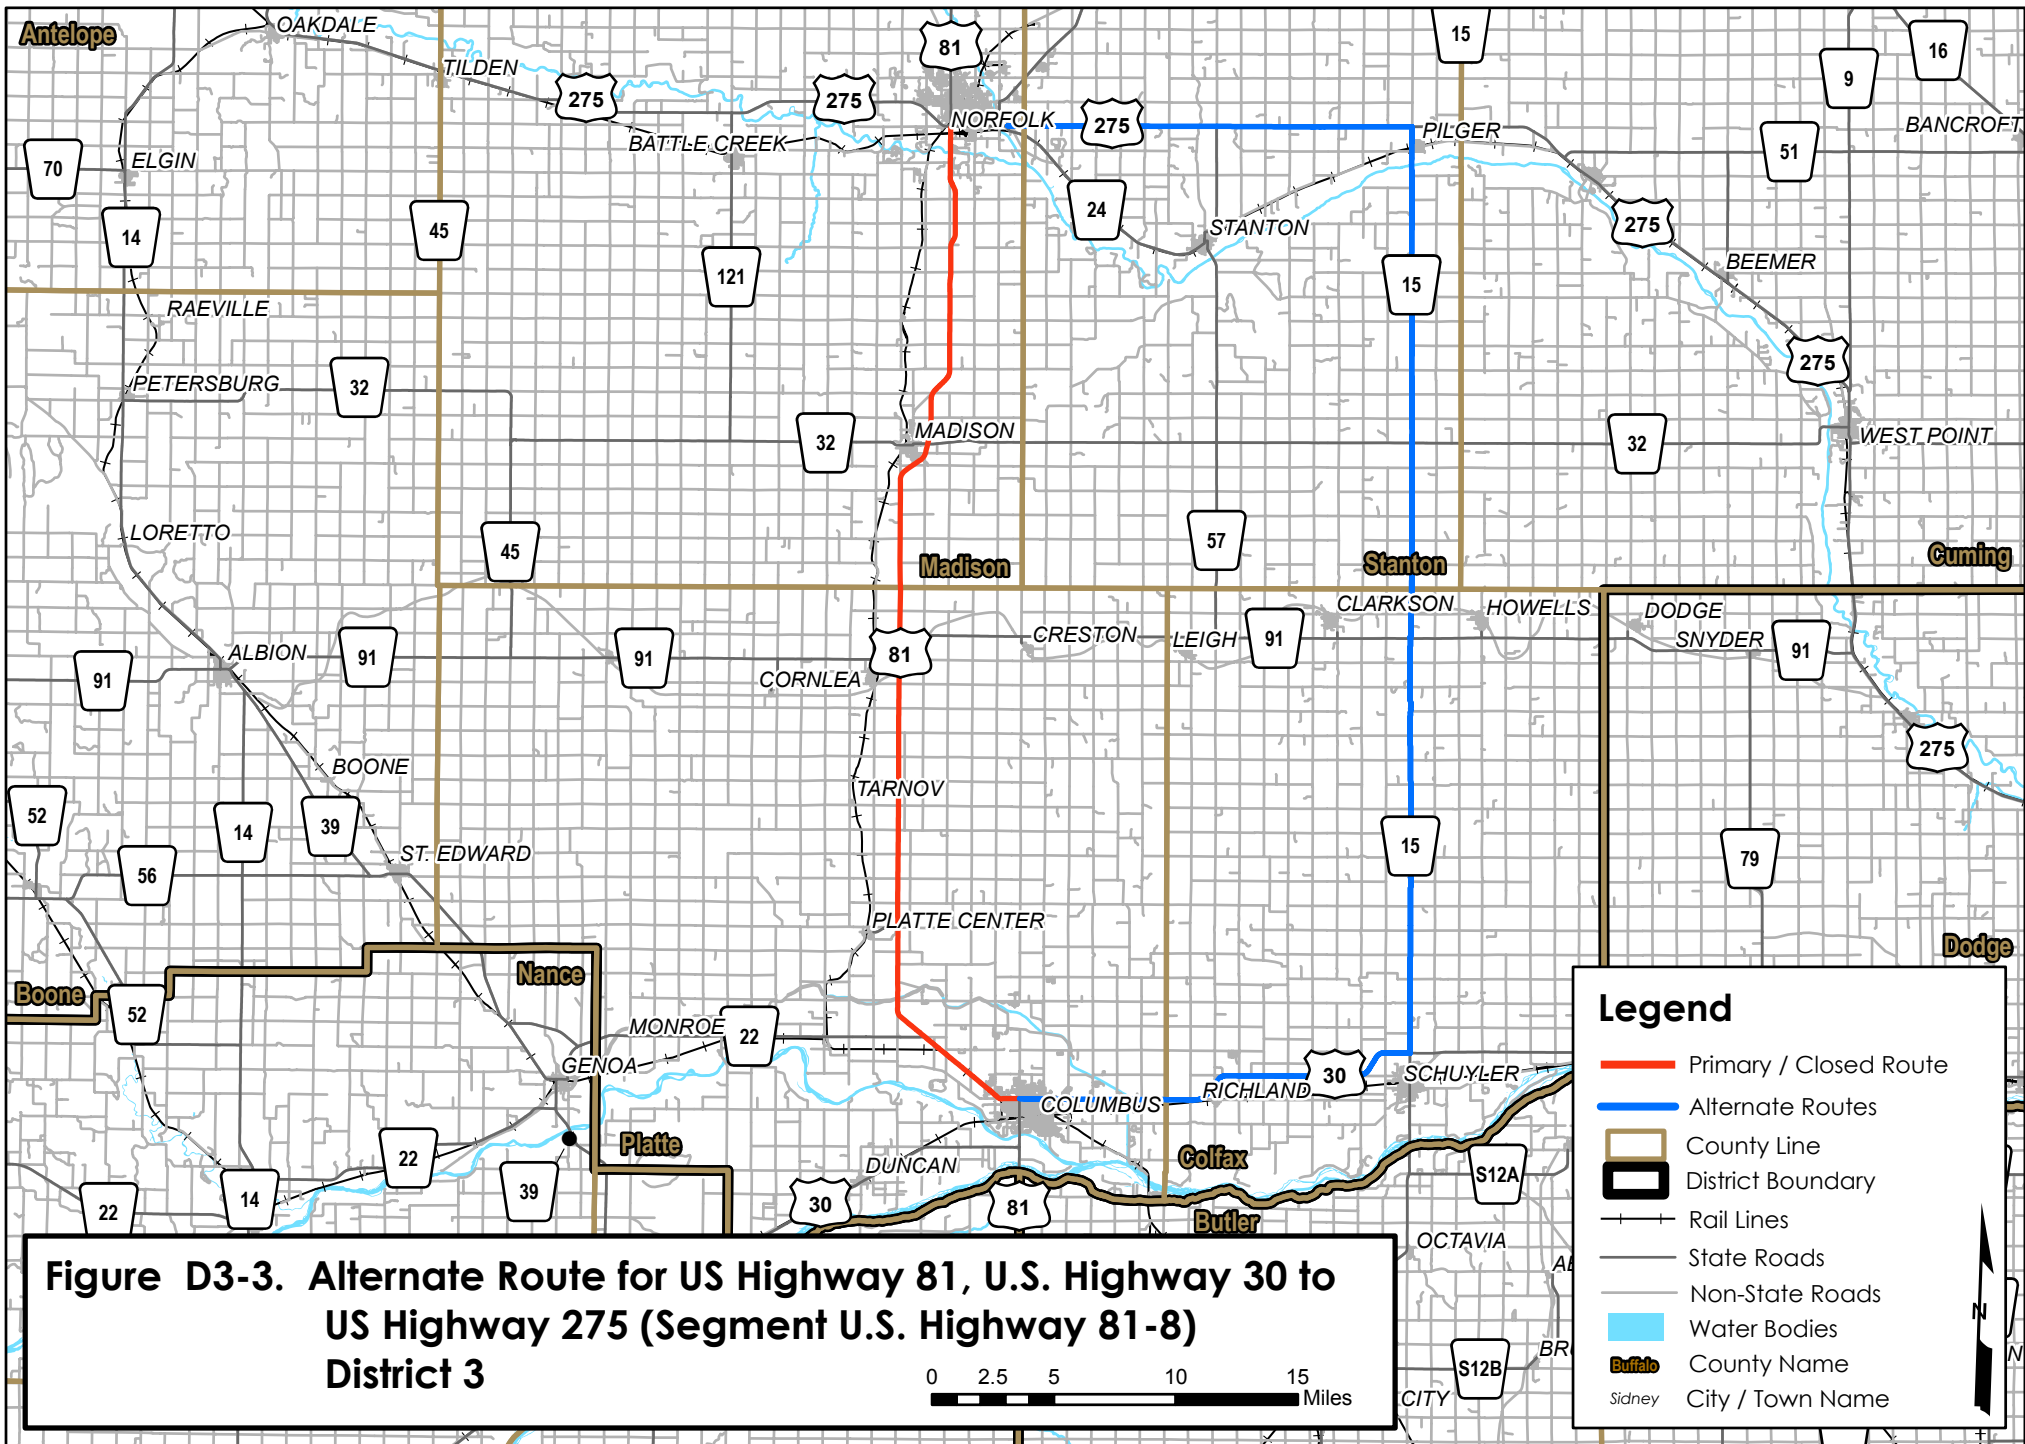 Antelope
OAKDALE
81
15
16
9
TILDEN
275
275
NORFOLK
275
PILGER
BANCROFT
BATTLE CREEK
51
70
ELGIN
14
45
24
STANTON
275
BEEMER
121
15
RAEVILLE
PETERSBURG
32
275
MADISON
32
32
WEST POINT
LORETTO
45
57
Madison
Stanton
Cuming
CLARKSON
HOWELLS
DODGE
ALBION
91
91
81
CRESTON
LEIGH
91
SNYDER
91
91
CORNLEA
275
BOONE
TARNOV
52
14
39
15
79
56
ST. EDWARD
PLATTE CENTER
Boone
52
Nance
Dodge
MONROE
22
GENOA
RICHLAND
30
SCHUYLER
COLUMBUS
Platte
22
DUNCAN
Colfax
S12A
22
14
39
30
81
Butler
OCTAVIA
S12B
CITY
Legend
Primary / Closed Route
Alternate Routes
County Line
District Boundary
Rail Lines
State Roads
Non-State Roads
Water Bodies
Buffalo County Name
Sidney City / Town Name
N
Figure D3-3. Alternate Route for US Highway 81, U.S. Highway 30 to
US Highway 275 (Segment U.S. Highway 81-8)
District 3
0 2.5 5 10 15
Miles